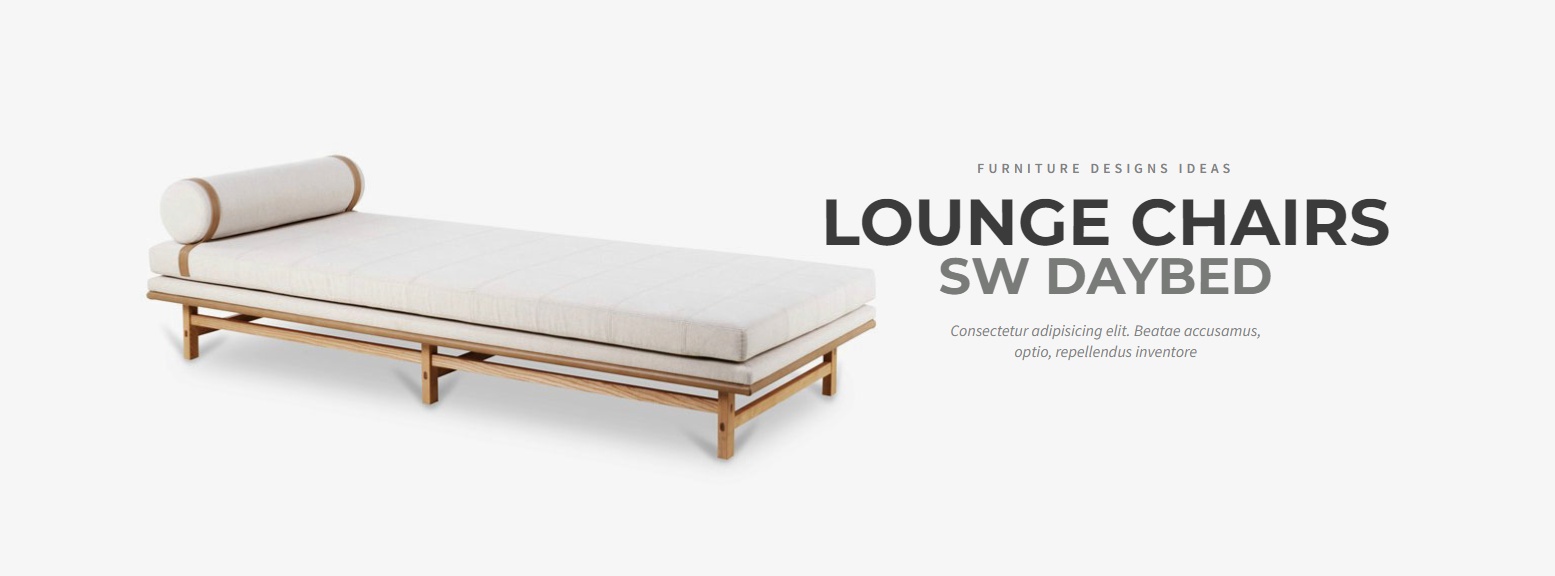 FURNITURE DESIGNS IDEAS
LOUNGE CHAIRS
SW DAYBED
Consectetur adipisicing elit. Beatae accusamus,
optio, repellendus inventore